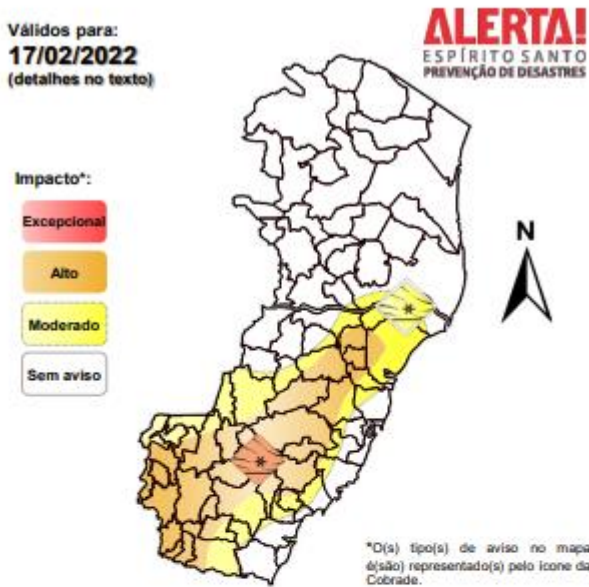 Válidos para:
17/02/2022
(detalhes no texto)
ALERTA!
ESPÍRITO SANTO
PREVENÇÃO DE DESASTRES
Impacto*:
Excepcional
Alto
Moderado
Sem aviso
N
*O(s) tipo(s) de aviso no mapa
é(são) representado(s) pelo ícone da
Cobrade.